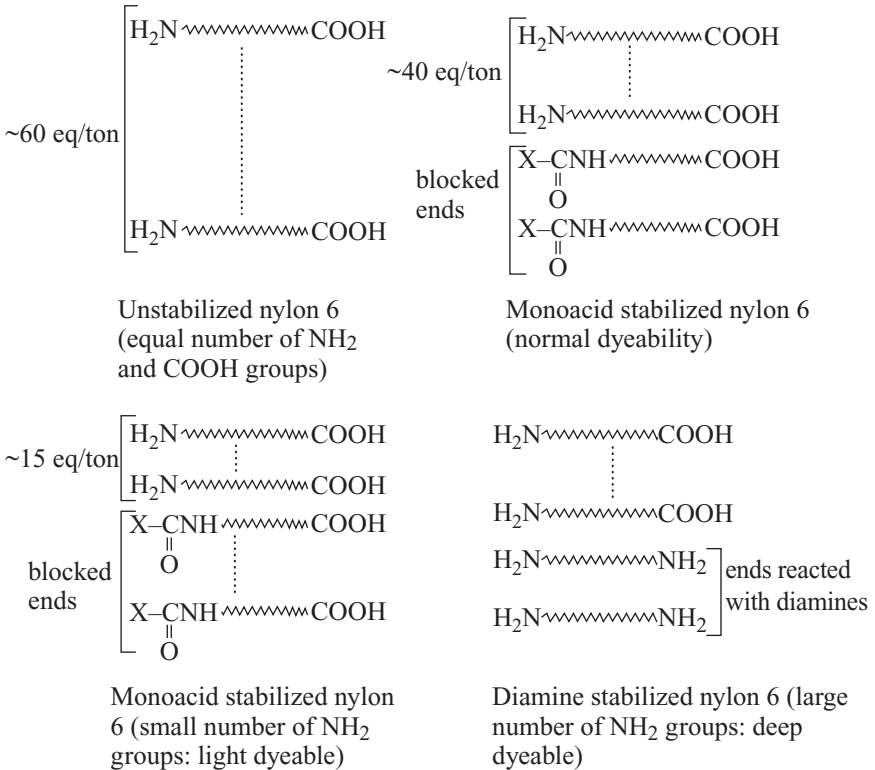 H2N COOH
~60 eq/ton
H2N COOH
Unstabilized nylon 6
(equal number of NH2
and COOH groups)
H2N COOH
~40 eq/ton
H2N COOH
X–CNH COOH
O
blocked
ends
X–CNH COOH
O
Monoacid stabilized nylon 6
(normal dyeability)
H2N COOH
~15 eq/ton
H2N COOH
X–CNH COOH
O
blocked
ends
X–CNH COOH
O
Monoacid stabilized nylon
6 (small number of NH2
groups: light dyeable)
H2N COOH
H2N COOH
H2N NH2
ends reacted
with diamines
H2N NH2
Diamine stabilized nylon 6 (large
number of NH2 groups: deep
dyeable)